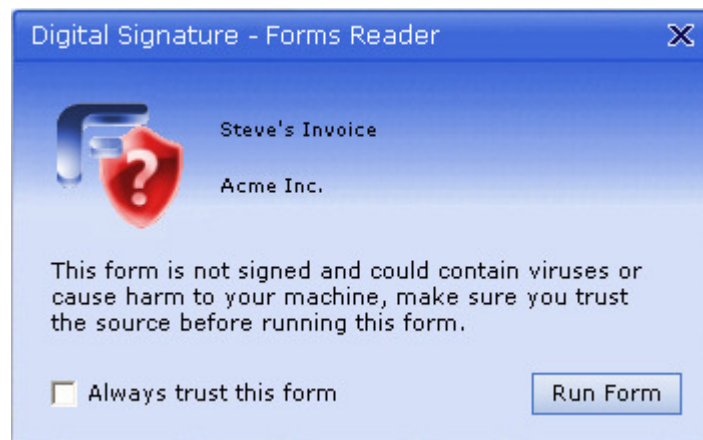 Digital Signature - Forms Reader
Steve's Invoice
Acme Inc.
This form is not signed and could contain viruses or
cause harm to your machine, make sure you trust
the source before running this form.
Always trust this form
Run Form